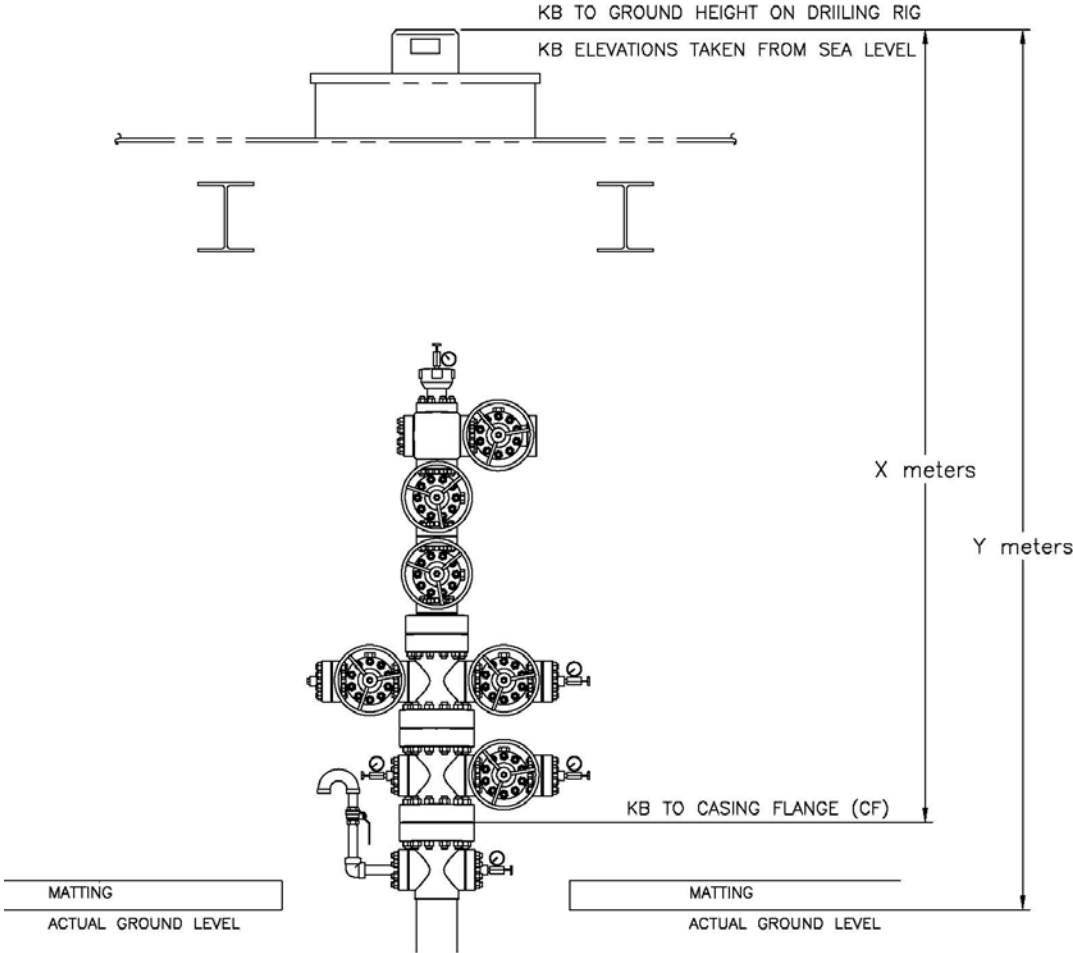 KB TO GROUND HEIGHT ON DRIILING RIG
KB ELEVATIONS TAKEN FROM SEA LEVEL
X meters
Y meters
KB TO CASING FLANGE (CF)
MATTING
MATTING
ACTUAL GROUND LEVEL
ACTUAL GROUND LEVEL